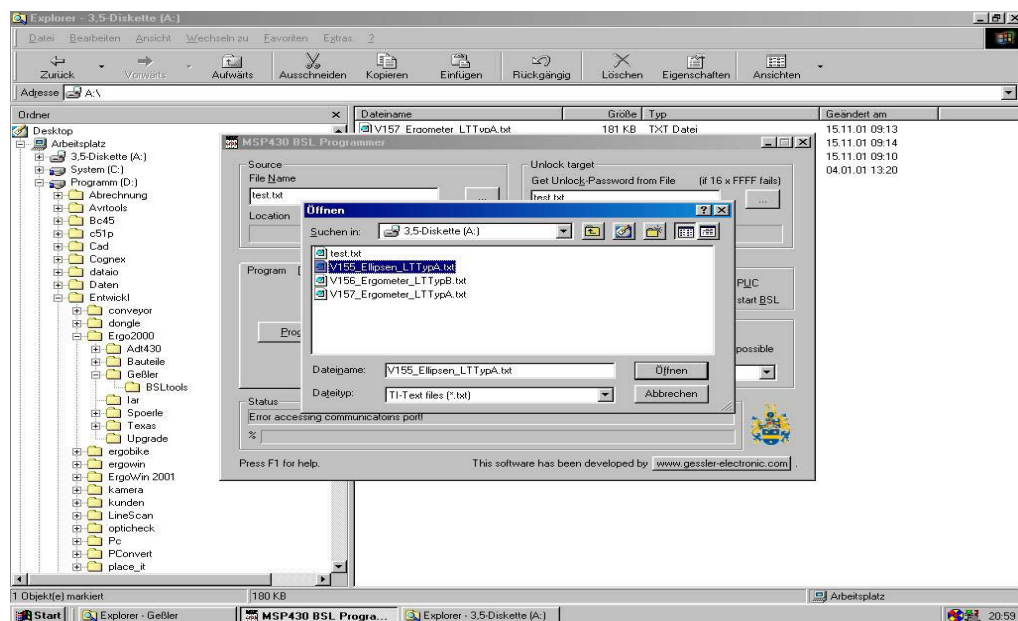 Explorer - 3,5-Diskette (A:)
Datei Bearbeiten Ansicht Wechseln zu Favoriten Extras ?
Zurück Vorwärts Aufwärts Ausschneiden Kopieren Einfügen Rückgängig Löschen Eigenschaften Ansichten
Adresse A:\
Ordner
Dateiname Größe Typ Geändert am
V157_Ergometer_LTTypA.txt 181 KB TXT Datei 15.11.01 09:13
15.11.01 09:14
15.11.01 09:10
04.01.01 13:20
Desktop
Arbeitsplatz
3,5-Diskette (A:)
System (C:)
Programm (D:)
Abrechnung
Avrtools
Bc45
c51p
Cad
Cognex
dataio
Daten
Entwickl
conveyor
dongle
Ergo2000
Adt430
Bauteile
Geßler
BSLtools
Iar
Spoerle
Texas
Upgrade
ergobike
ergowin
ErgoWin 2001
kamera
kunden
LineScan
opticheck
Pc
PConvert
place_it
MSP430 BSL Programmer
Source
File Name
test.txt
...
Location
Unlock target
Get Unlock-Password from File (if 16 x FFFF fails)
test.txt
...
Program
PUC
start BSL
possible
Öffnen
Suchen in: 3,5-Diskette (A:)
test.txt
V155_Ellipsen_LTTypA.txt
V156_Ergometer_LTTypB.txt
V157_Ergometer_LTTypA.txt
Dateiname: V155_Ellipsen_LTTypA.txt Öffnen
Dateityp: TI-Text files (*.txt) Abbrechen
Status
Error accessing communicatoins port!
%
Press F1 for help. This software has been developed by www.gessler-electronic.com .
1 Objekt(e) markiert 180 KB Arbeitsplatz
Start Explorer - Geßler MSP430 BSL Progra... Explorer - 3,5-Diskette (A:) 20:59